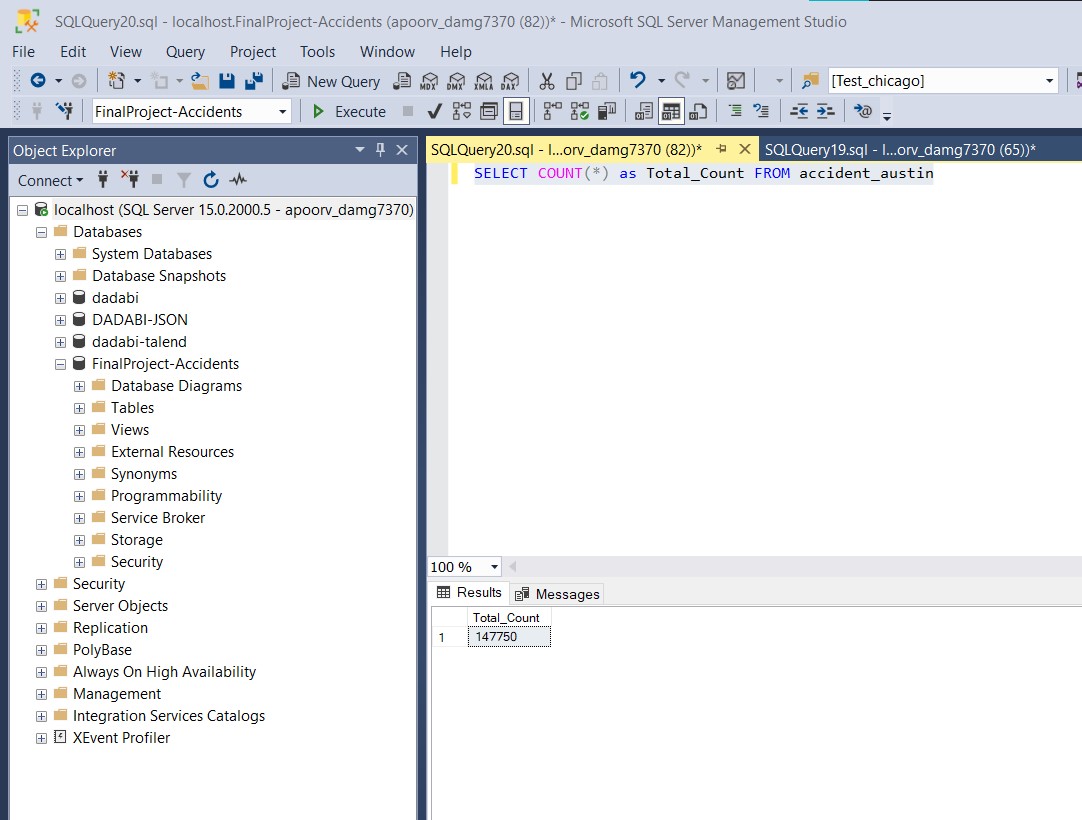 SQLQuery20.sql - localhost.FinalProject-Accidents (apoorv_damg7370 (82))* - Microsoft SQL Server Management Studio
File Edit View Query Project Tools Window Help
New Query MDX DMX XMLA DAX [Test_chicago]
FinalProject-Accidents Execute
Object Explorer
Connect
localhost (SQL Server 15.0.2000.5 - apoorv_damg7370)
Databases
System Databases
Database Snapshots
dadabi
DADABI-JSON
dadabi-talend
FinalProject-Accidents
Database Diagrams
Tables
Views
External Resources
Synonyms
Programmability
Service Broker
Storage
Security
Security
Server Objects
Replication
PolyBase
Always On High Availability
Management
Integration Services Catalogs
XEvent Profiler
SQLQuery20.sql - l...orv_damg7370 (82))* SQLQuery19.sql - l...orv_damg7370 (65))*
SELECT COUNT(*) as Total_Count FROM accident_austin
100 %
Results Messages
Total_Count
1 147750